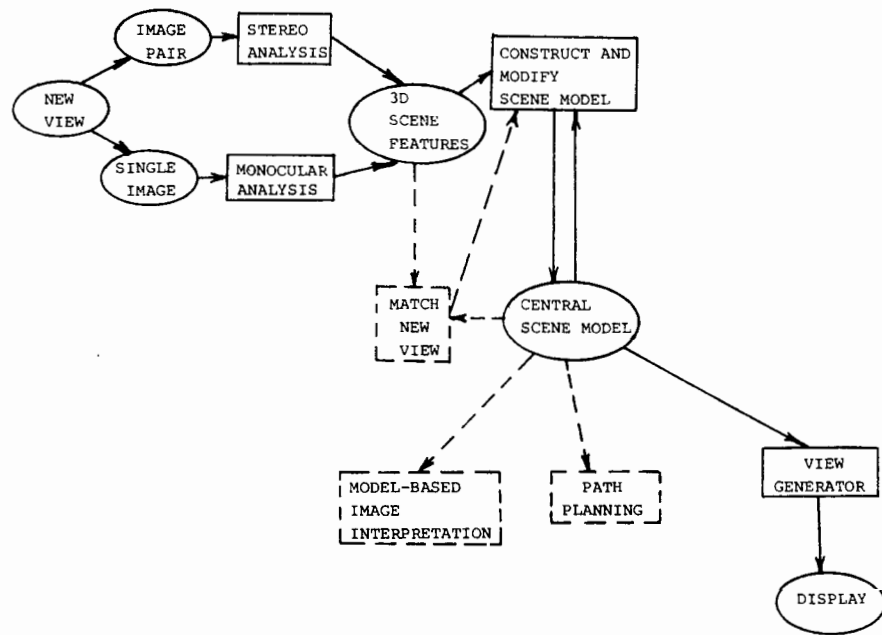 IMAGE
PAIR
STEREO
ANALYSIS
CONSTRUCT AND
MODIFY
SCENE MODEL
NEW
VIEW
3D
SCENE
FEATURES
SINGLE
IMAGE
MONOCULAR
ANALYSIS
MATCH
NEW
VIEW
CENTRAL
SCENE MODEL
MODEL-BASED
IMAGE
INTERPRETATION
PATH
PLANNING
VIEW
GENERATOR
DISPLAY